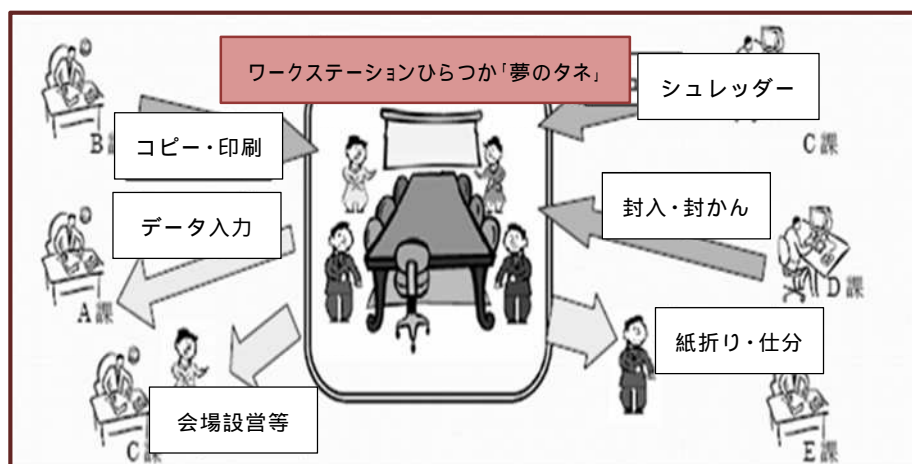 ワークステーションひらつか「夢のタネ」
シュレッダー
B課
C課
コピー・印刷
封入・封かん
データ入力
D課
A課
紙折り・仕分
会場設営等
C課
E課